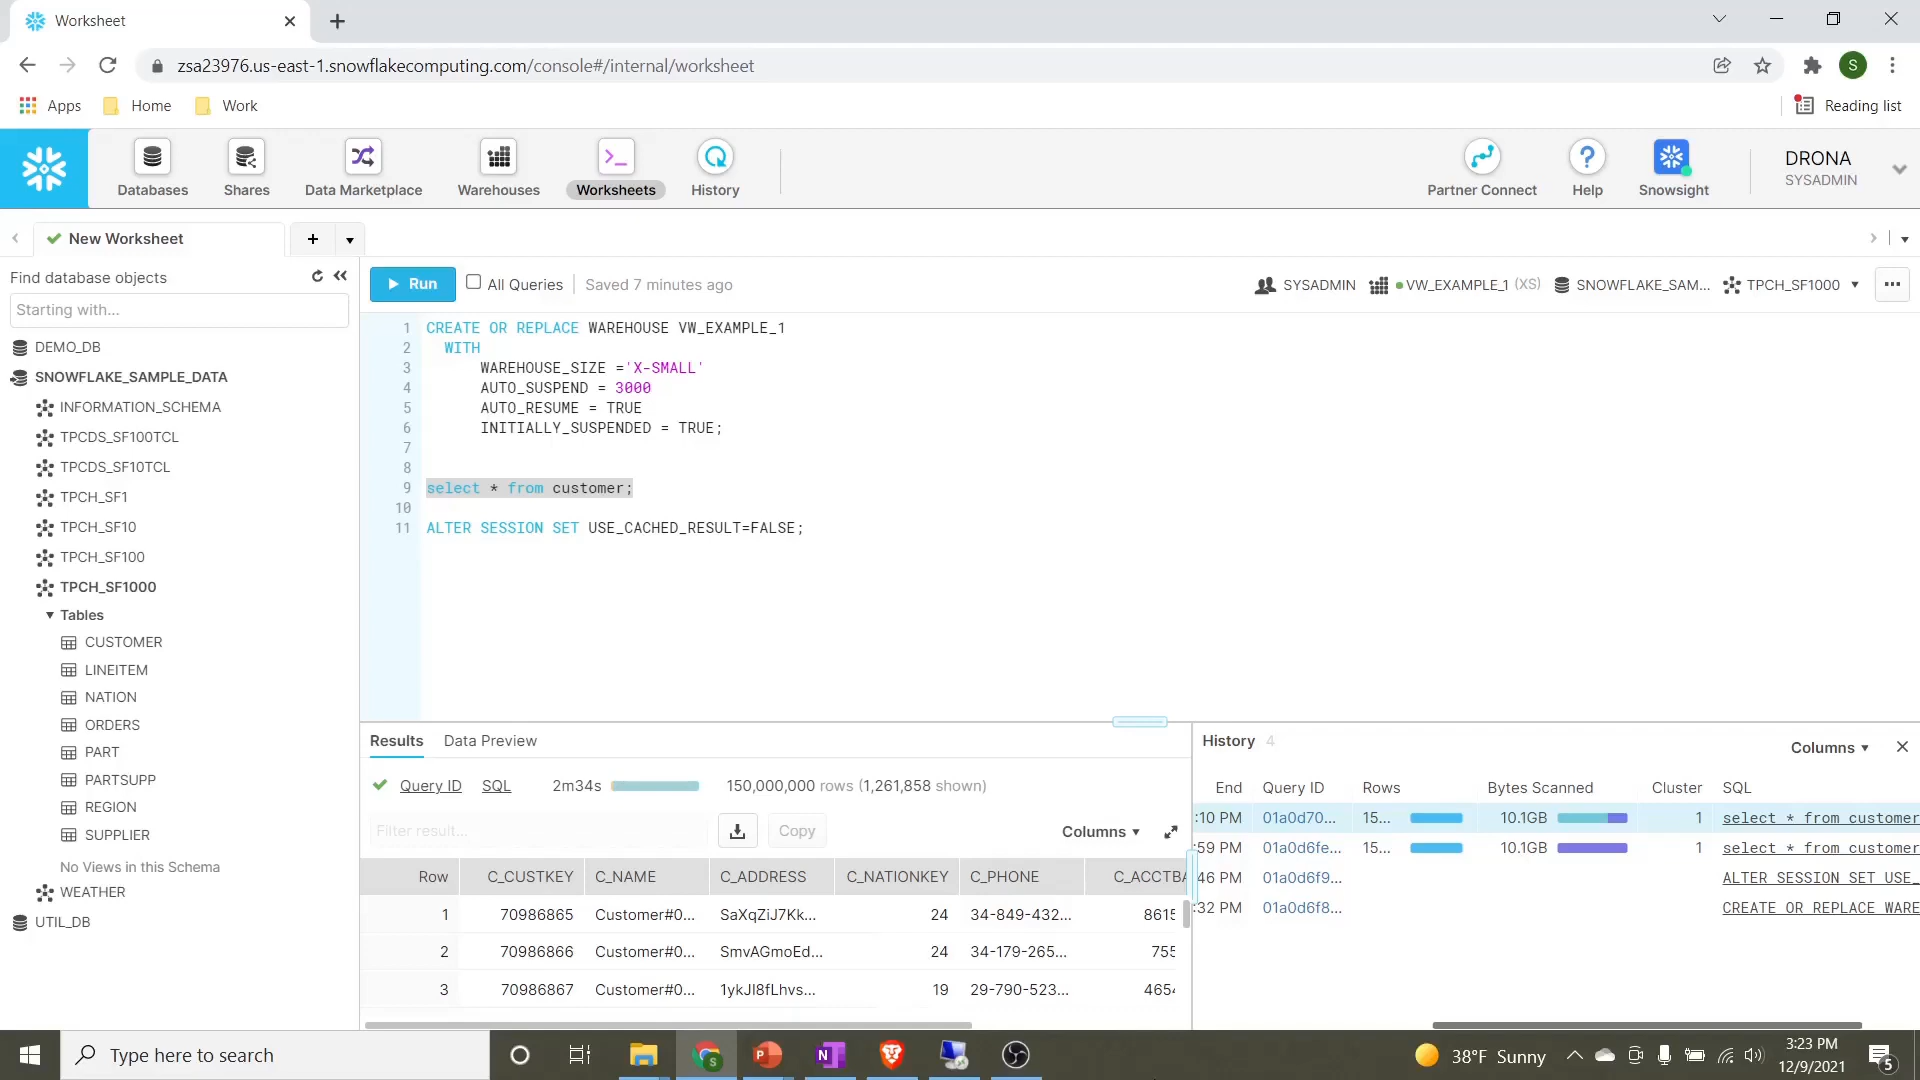 Worksheet
zsa23976.us-east-1.snowflakecomputing.com/console#/internal/worksheet
S
Apps Home Work Reading list
Databases Shares Data Marketplace Warehouses Worksheets History Partner Connect Help Snowsight
DRONA
SYSADMIN
New Worksheet
Find database objects
Starting with...
DEMO_DB
SNOWFLAKE_SAMPLE_DATA
INFORMATION_SCHEMA
TPCDS_SF100TCL
TPCDS_SF10TCL
TPCH_SF1
TPCH_SF10
TPCH_SF100
TPCH_SF1000
Tables
CUSTOMER
LINEITEM
NATION
ORDERS
PART
PARTSUPP
REGION
SUPPLIER
No Views in this Schema
WEATHER
UTIL_DB
Run All Queries Saved 7 minutes ago SYSADMIN VW_EXAMPLE_1 (XS) SNOWFLAKE_SAM... TPCH_SF1000
1 CREATE OR REPLACE WAREHOUSE VW_EXAMPLE_1
2 WITH
3 WAREHOUSE_SIZE ='X-SMALL'
4 AUTO_SUSPEND = 3000
5 AUTO_RESUME = TRUE
6 INITIALLY_SUSPENDED = TRUE;
7
8
9 select * from customer;
10
11 ALTER SESSION SET USE_CACHED_RESULT=FALSE;
Results Data Preview
Query ID SQL 2m34s 150,000,000 rows (1,261,858 shown)
Filter result...
Copy
Columns
Row C_CUSTKEY C_NAME C_ADDRESS C_NATIONKEY C_PHONE C_ACCTBA
1 70986865 Customer#0... SaXqZiJ7Kk... 24 34-849-432... 8615
2 70986866 Customer#0... SmvAGmoEd... 24 34-179-265... 755
3 70986867 Customer#0... 1ykJI8fLhvs... 19 29-790-523... 4654
History 4
Columns
End Query ID Rows Bytes Scanned Cluster SQL
:10 PM 01a0d70... 15... 10.1GB 1 select * from customer
:59 PM 01a0d6fe... 15... 10.1GB 1 select * from customer
:46 PM 01a0d6f9... ALTER SESSION SET USE_
:32 PM 01a0d6f8... CREATE OR REPLACE WARE
Type here to search
38°F Sunny
3:23 PM
12/9/2021
5